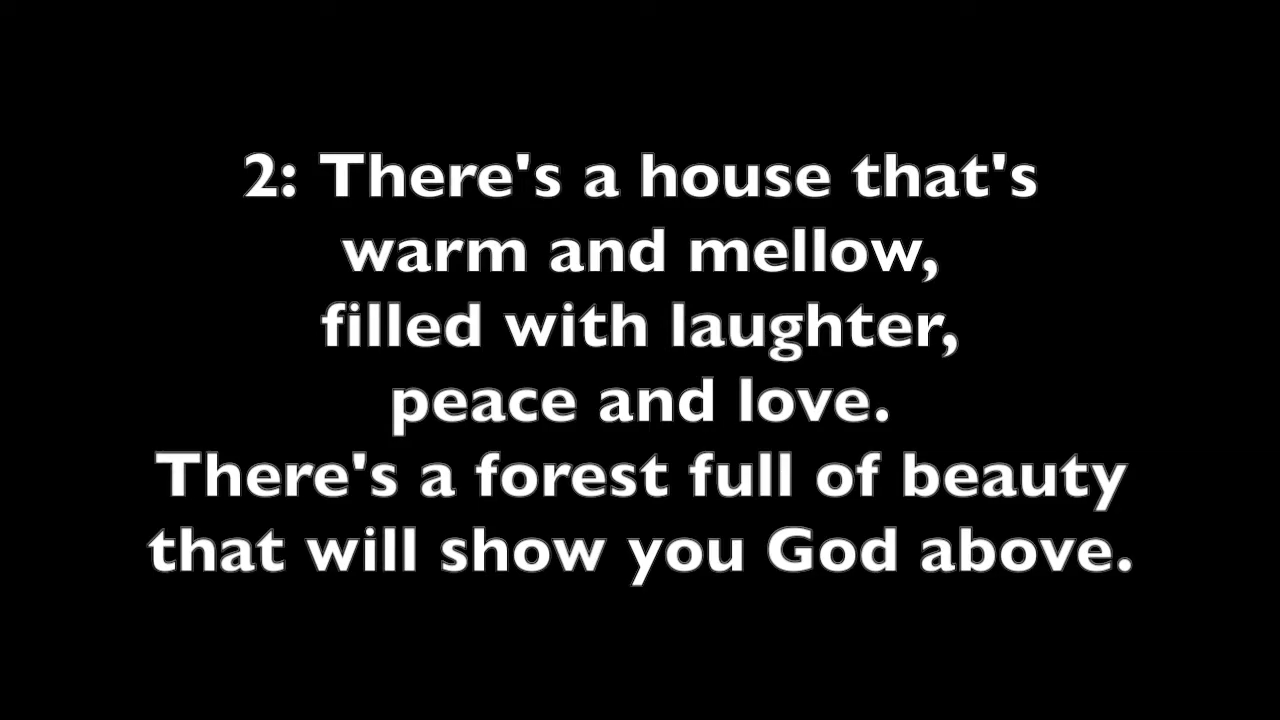 2: There's a house that's
warm and mellow,
filled with laughter,
peace and love.
There's a forest full of beauty
that will show you God above.